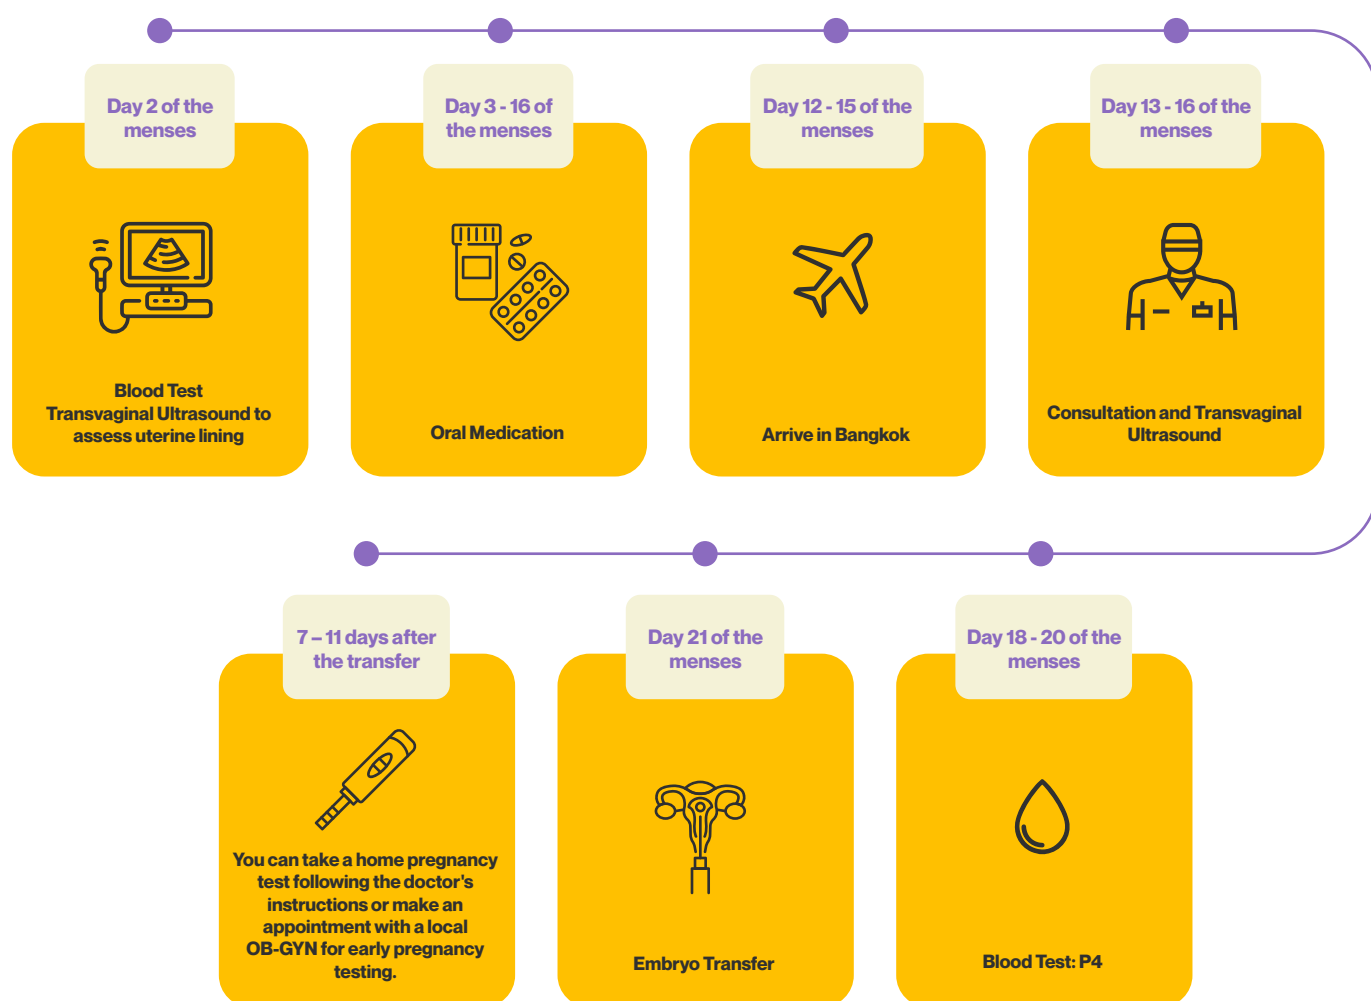 Day 2 of the
menses
Blood Test
Transvaginal Ultrasound to
assess uterine lining
Day 3 - 16 of
the menses
Oral Medication
Day 12 - 15 of the
menses
Arrive in Bangkok
Day 13 - 16 of the
menses
Consultation and Transvaginal
Ultrasound
7 – 11 days after
the transfer
You can take a home pregnancy
test following the doctor's
instructions or make an
appointment with a local
OB-GYN for early pregnancy
testing.
Day 21 of the
menses
Embryo Transfer
Day 18 - 20 of the
menses
Blood Test: P4